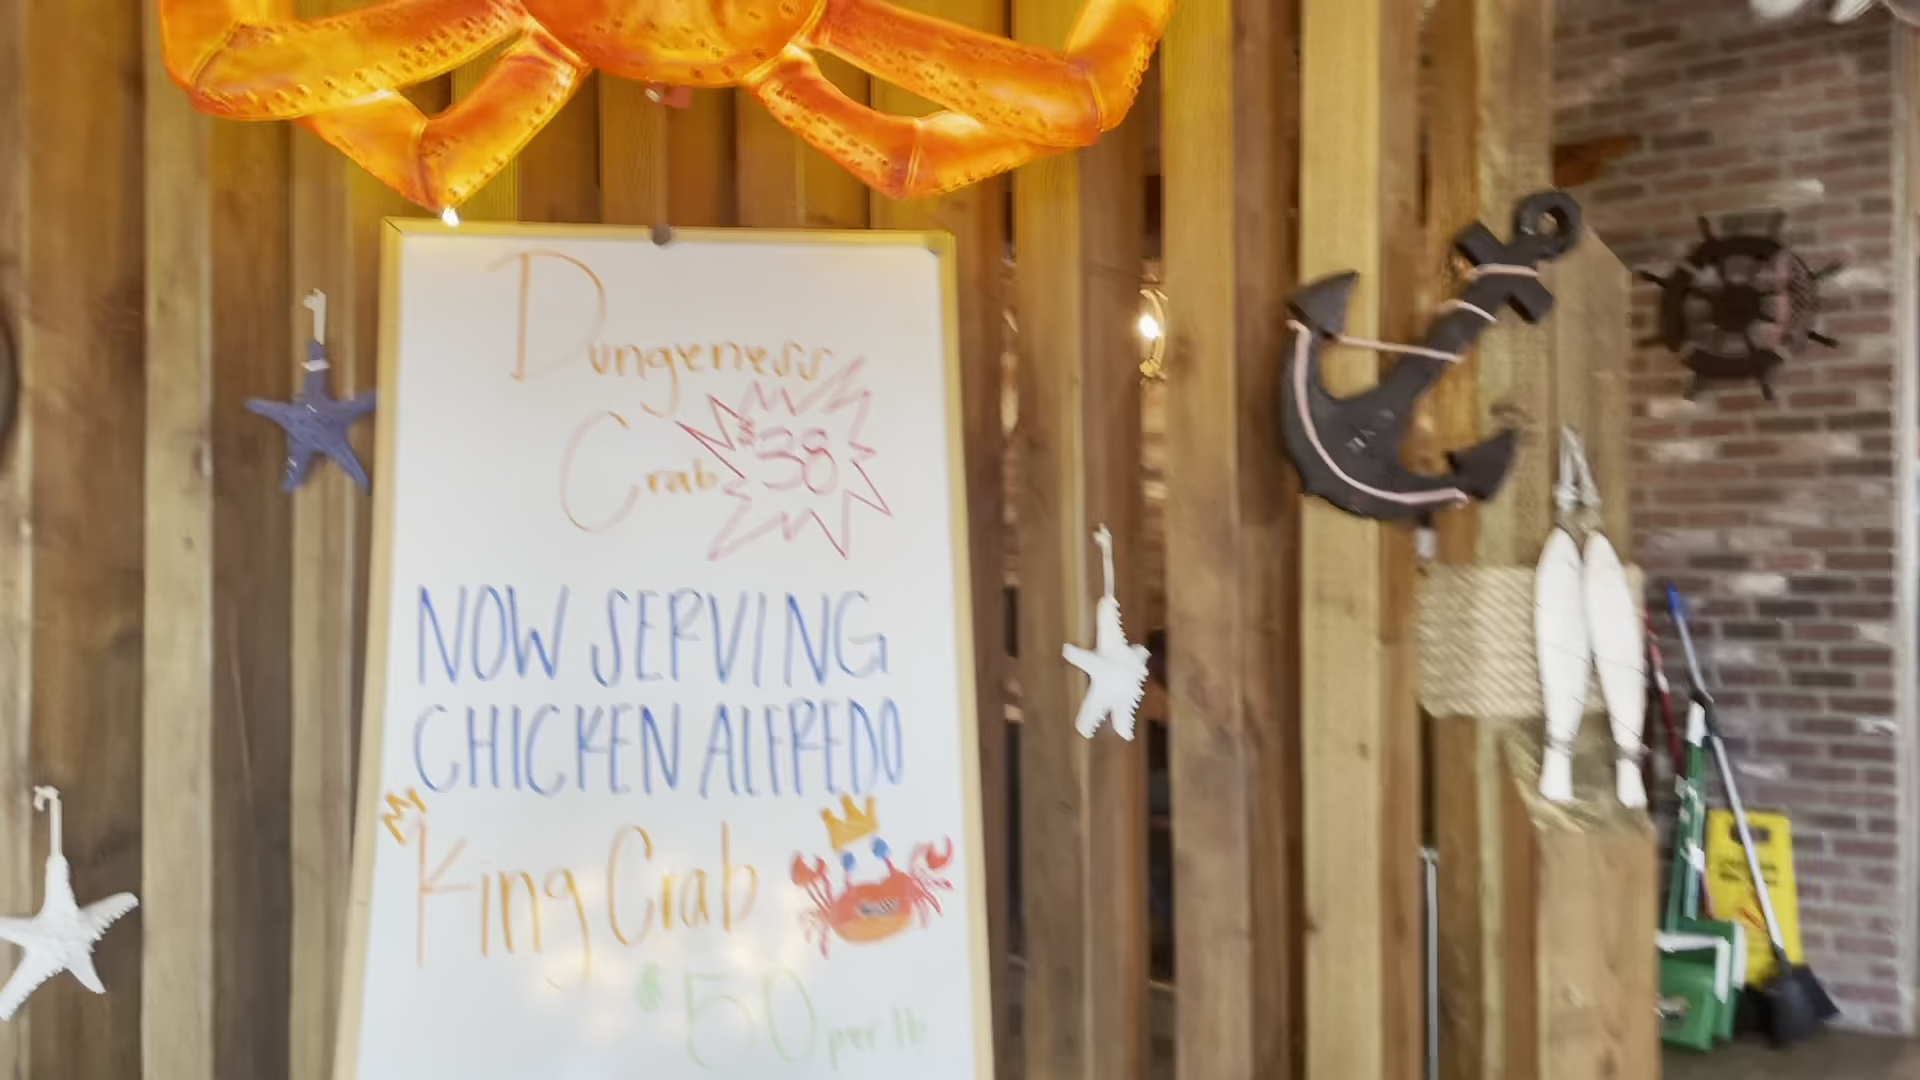 Dungeness
Crab $38
NOW SERVING
CHICKEN ALFREDO
King Crab
$50 per lb